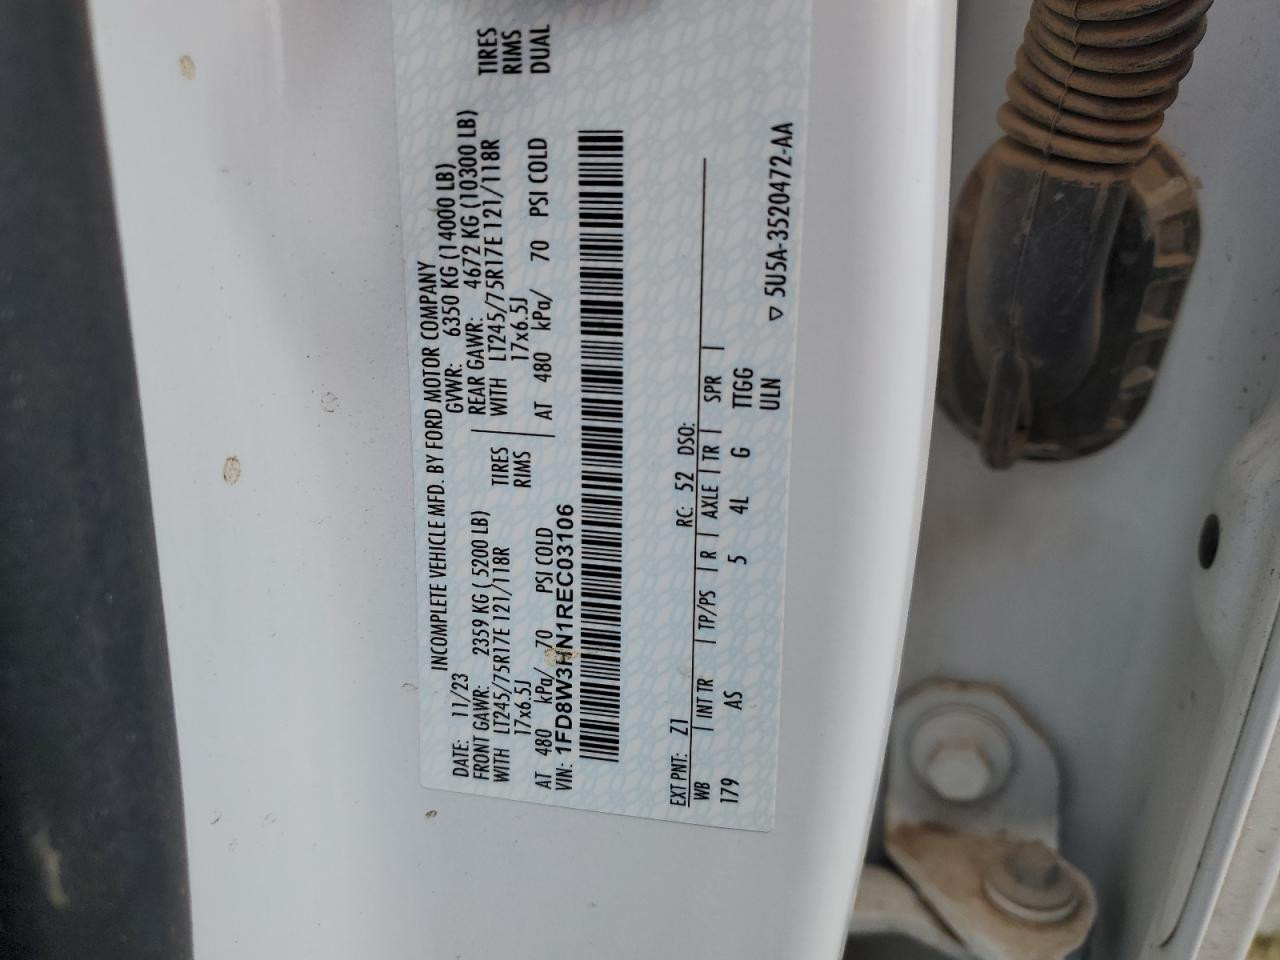 INCOMPLETE VEHICLE MFD. BY FORD MOTOR COMPANY
DATE: 11/23 GVWR: 6350 KG (14000 LB)
FRONT GAWR: 2359 KG ( 5200 LB) REAR GAWR: 4672 KG (10300 LB)
WITH LT245/75R17E 121/118R TIRES WITH LT245/75R17E 121/118R TIRES
17x6.5J RIMS 17x6.5J RIMS
AT 480 kPa/ 70 PSI COLD AT 480 kPa/ 70 PSI COLD DUAL
VIN: 1FD8W3HN1REC03106
EXT PNT: Z1 RC: 52 DSO:
WB INT TR TP/PS R AXLE TR SPR
179 AS 5 4L G TTGG
ULN
▽ 5U5A-3520472-AA